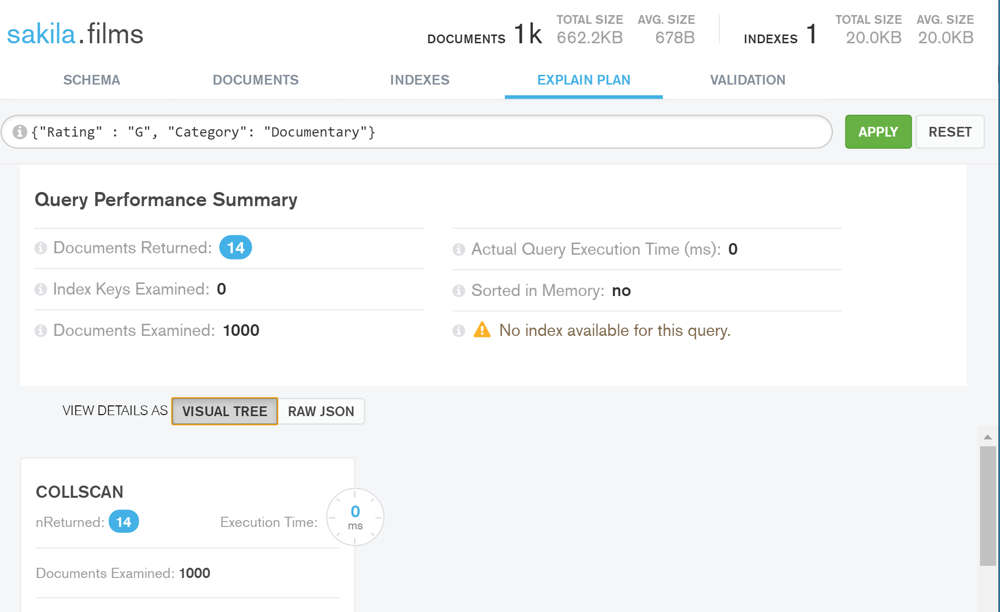 sakila.films
DOCUMENTS 1k TOTAL SIZE 662.2KB AVG. SIZE 678B INDEXES 1 TOTAL SIZE 20.0KB AVG. SIZE 20.0KB
SCHEMA DOCUMENTS INDEXES EXPLAIN PLAN VALIDATION
{"Rating" : "G", "Category": "Documentary"} APPLY RESET
Query Performance Summary
Documents Returned: 14
Index Keys Examined: 0
Documents Examined: 1000
Actual Query Execution Time (ms): 0
Sorted in Memory: no
No index available for this query.
VIEW DETAILS AS VISUAL TREE RAW JSON
COLLSCAN
nReturned: 14 Execution Time: 0 ms
Documents Examined: 1000